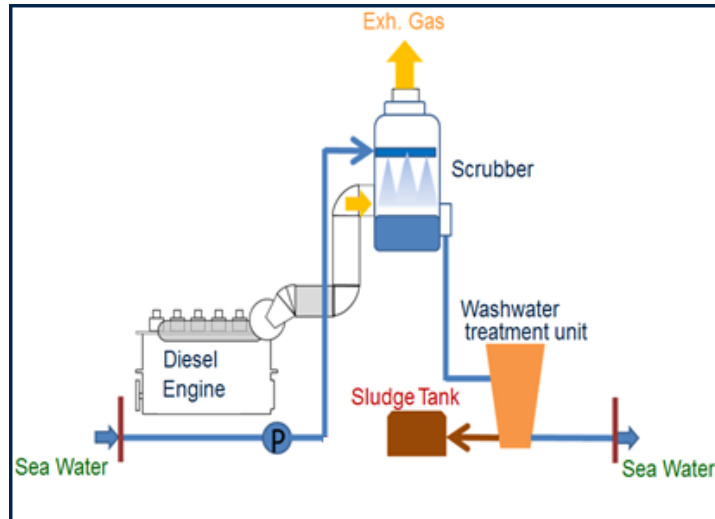 Exh. Gas
Scrubber
Washwater
treatment unit
Diesel
Engine
Sludge Tank
P
Sea Water
Sea Water